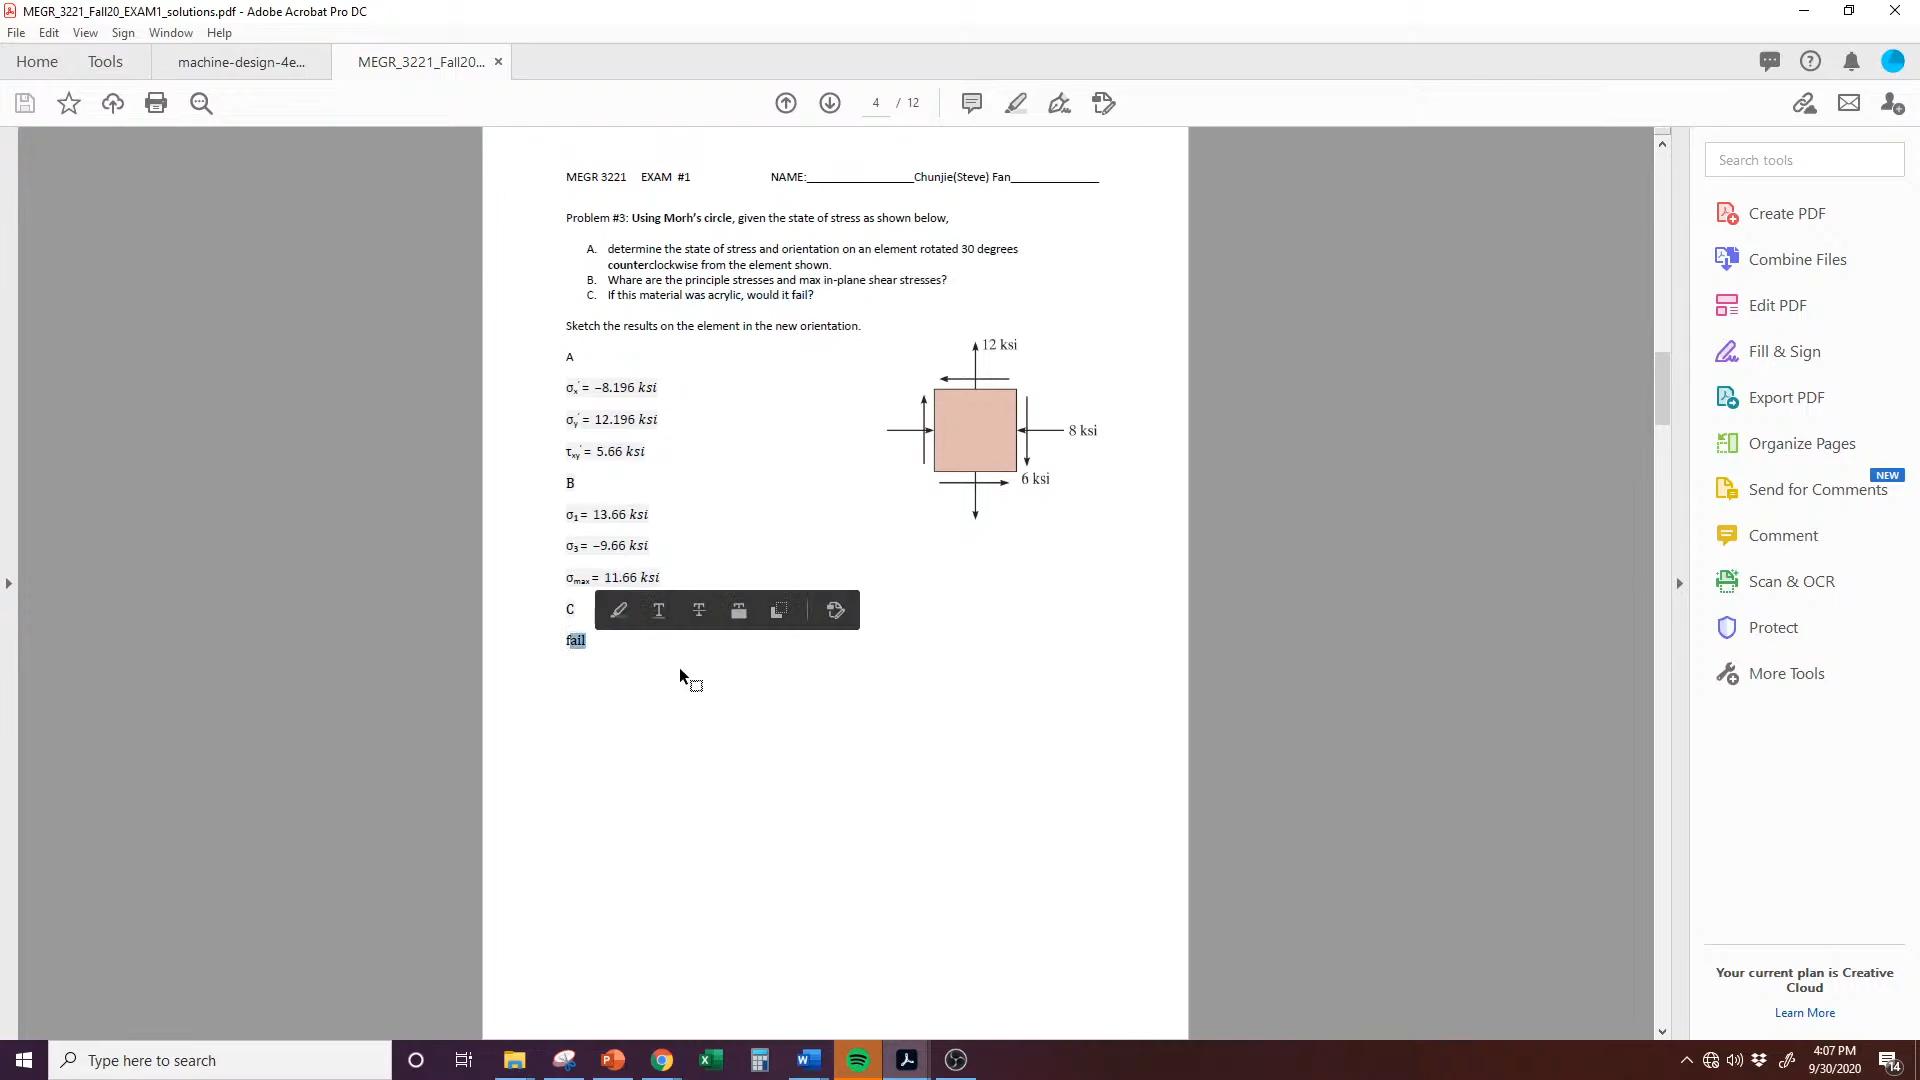 MEGR_3221_Fall20_EXAM1_solutions.pdf - Adobe Acrobat Pro DC
File Edit View Sign Window Help
Home Tools machine-design-4e... MEGR_3221_Fall20... ×
4 / 12
Search tools
Create PDF
Combine Files
Edit PDF
Fill & Sign
Export PDF
Organize Pages
NEW
Send for Comments
Comment
Scan & OCR
Protect
More Tools
Your current plan is Creative
Cloud
Learn More
MEGR 3221 EXAM #1 NAME:__________________Chunjie(Steve) Fan_______________
Problem #3: Using Morh's circle, given the state of stress as shown below,
A. determine the state of stress and orientation on an element rotated 30 degrees
counterclockwise from the element shown.
B. Whare are the principle stresses and max in-plane shear stresses?
C. If this material was acrylic, would it fail?
Sketch the results on the element in the new orientation.
A
σx′= −8.196 ksi
σy′= 12.196 ksi
τxy′= 5.66 ksi
B
σ1= 13.66 ksi
σ3= −9.66 ksi
σmax= 11.66 ksi
C
fail
12 ksi
8 ksi
6 ksi
Type here to search
4:07 PM
9/30/2020
14